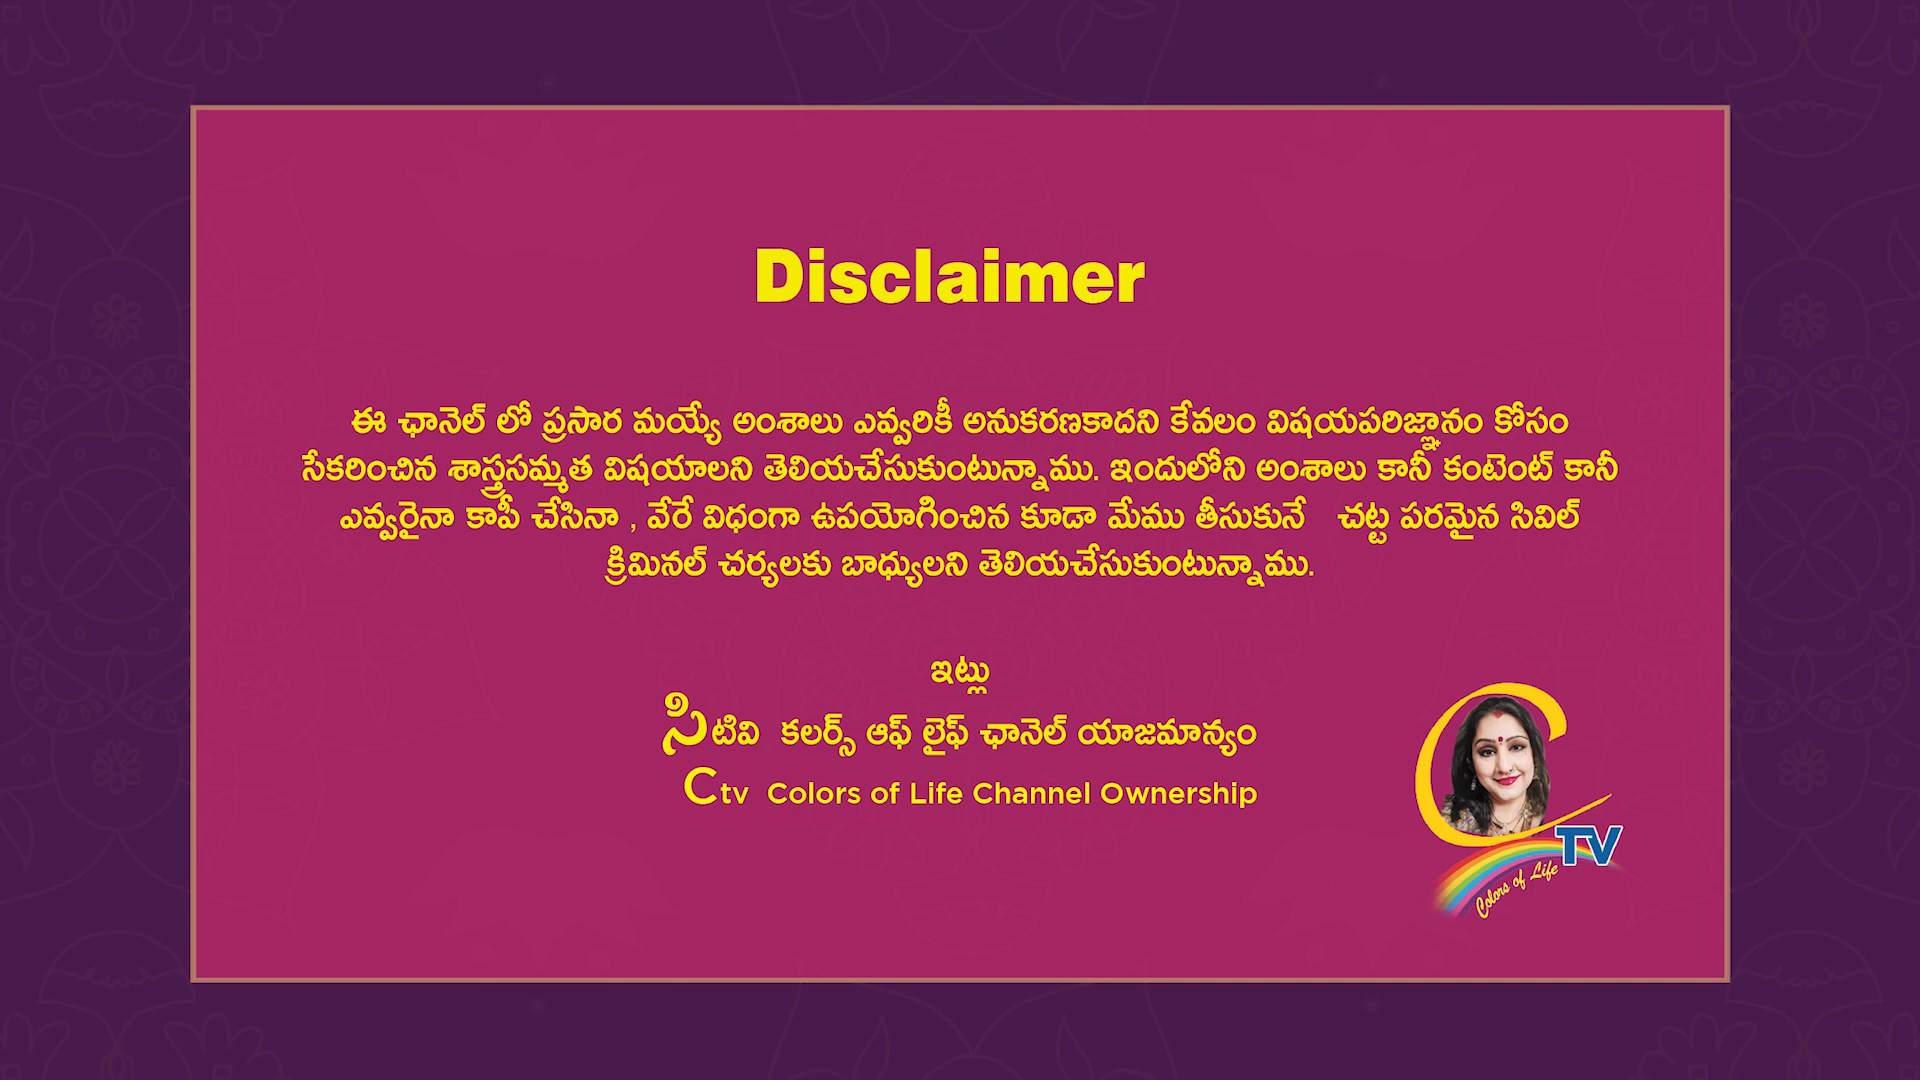 Disclaimer
ఈ ఛానెల్ లో ప్రసార మయ్యే అంశాలు ఎవ్వరికీ అనుకరణకాదని కేవలం విషయపరిజ్ఞానం కోసం
సేకరించిన శాస్త్రసమ్మత విషయాలని తెలియచేసుకుంటున్నాము. ఇందులోని అంశాలు కానీ కంటెంట్ కానీ
ఎవ్వరైనా కాపీ చేసినా , వేరే విధంగా ఉపయోగించిన కూడా మేము తీసుకునే చట్ట పరమైన సివిల్
క్రిమినల్ చర్యలకు బాధ్యులని తెలియచేసుకుంటున్నాము.
ఇట్లు
సిటివి కలర్స్ ఆఫ్ లైఫ్ ఛానెల్ యాజమాన్యం
Ctv Colors of Life Channel Ownership
C TV
Colors of Life